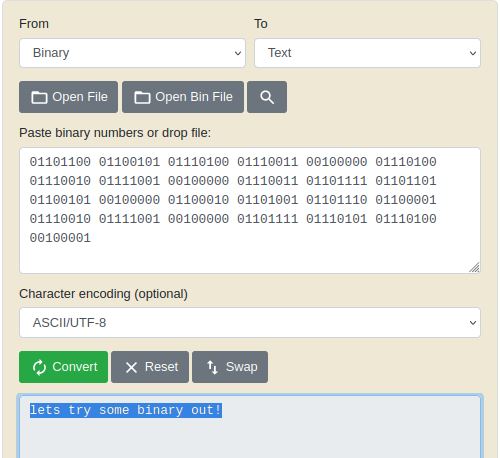 From To
Binary Text
Open File Open Bin File
Paste binary numbers or drop file:
01101100 01100101 01110100 01110011 00100000 01110100
01110010 01111001 00100000 01110011 01101111 01101101
01100101 00100000 01100010 01101001 01101110 01100001
01110010 01111001 00100000 01101111 01110101 01110100
00100001
Character encoding (optional)
ASCII/UTF-8
Convert Reset Swap
lets try some binary out!